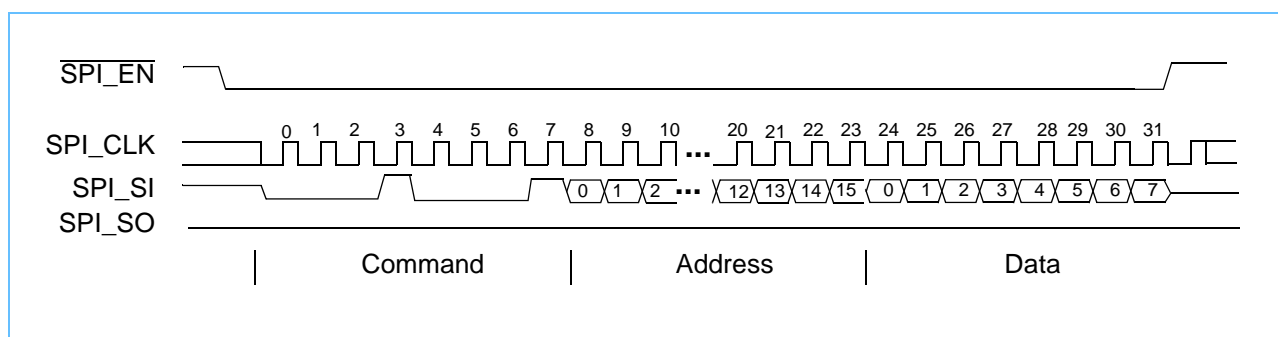 SPI_EN
0 1 2 3 4 5 6 7 8 9 10 20 21 22 23 24 25 26 27 28 29 30 31
SPI_CLK ...
SPI_SI 0 1 2 ... 12 13 14 15 0 1 2 3 4 5 6 7
SPI_SO
Command Address Data